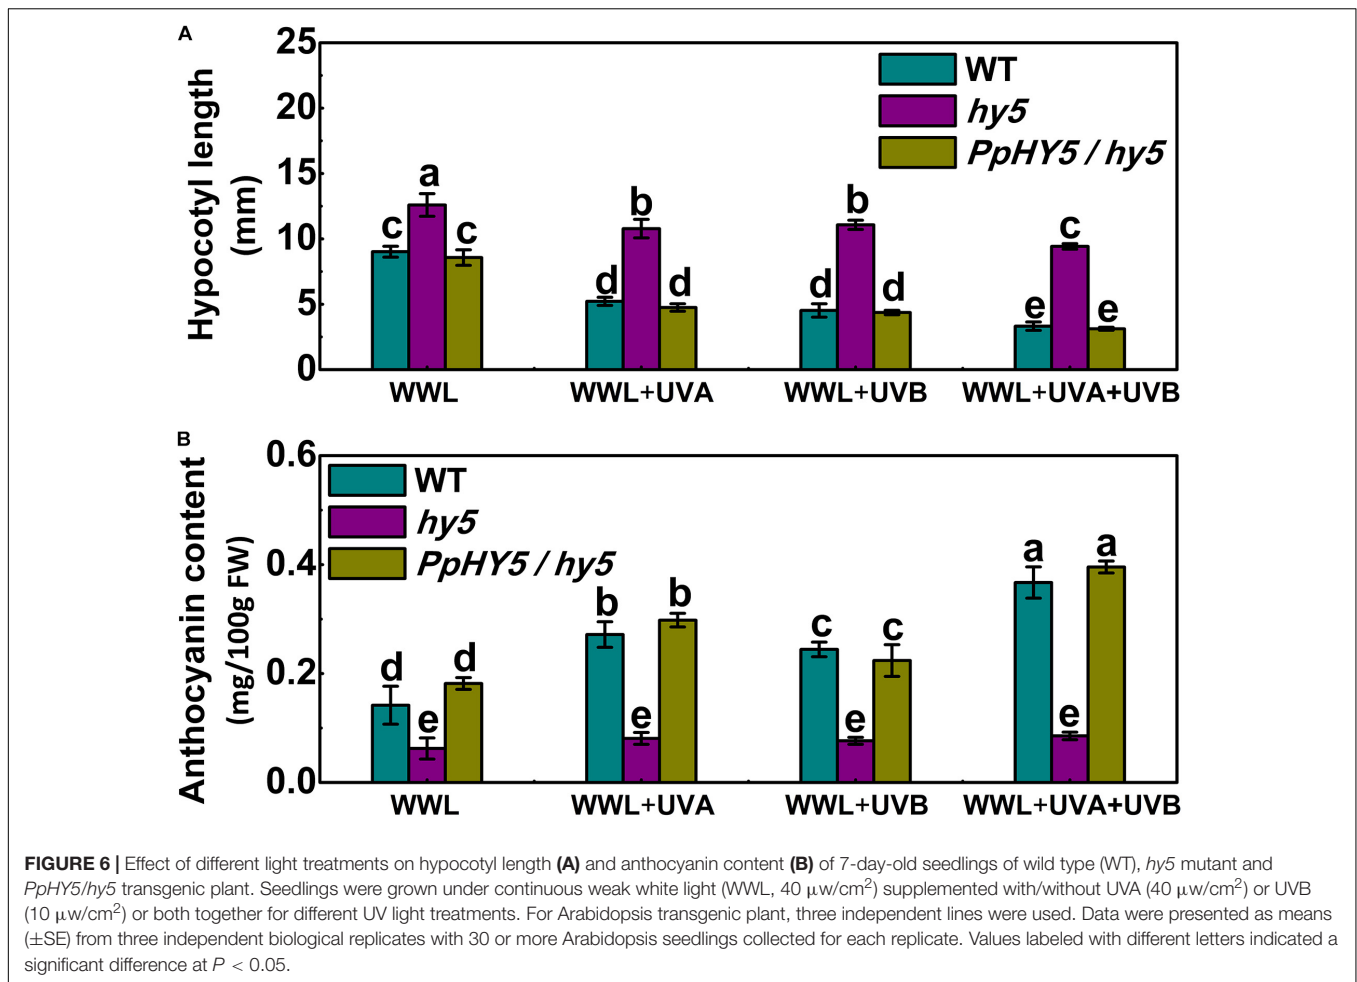 A
Hypocotyl length
(mm)
25
20
15
10
5
0
WT
hy5
PpHY5 / hy5
c a c
d b d
d b d
e c e
WWL WWL+UVA WWL+UVB WWL+UVA+UVB
B
Anthocyanin content
(mg/100g FW)
0.6
0.4
0.2
0.0
WT
hy5
PpHY5 / hy5
d e d
b e b
c e c
a e a
WWL WWL+UVA WWL+UVB WWL+UVA+UVB
FIGURE 6 | Effect of different light treatments on hypocotyl length (A) and anthocyanin content (B) of 7-day-old seedlings of wild type (WT), hy5 mutant and
PpHY5/hy5 transgenic plant. Seedlings were grown under continuous weak white light (WWL, 40 μw/cm²) supplemented with/without UVA (40 μw/cm²) or UVB
(10 μw/cm²) or both together for different UV light treatments. For Arabidopsis transgenic plant, three independent lines were used. Data were presented as means
(±SE) from three independent biological replicates with 30 or more Arabidopsis seedlings collected for each replicate. Values labeled with different letters indicated a
significant difference at P < 0.05.